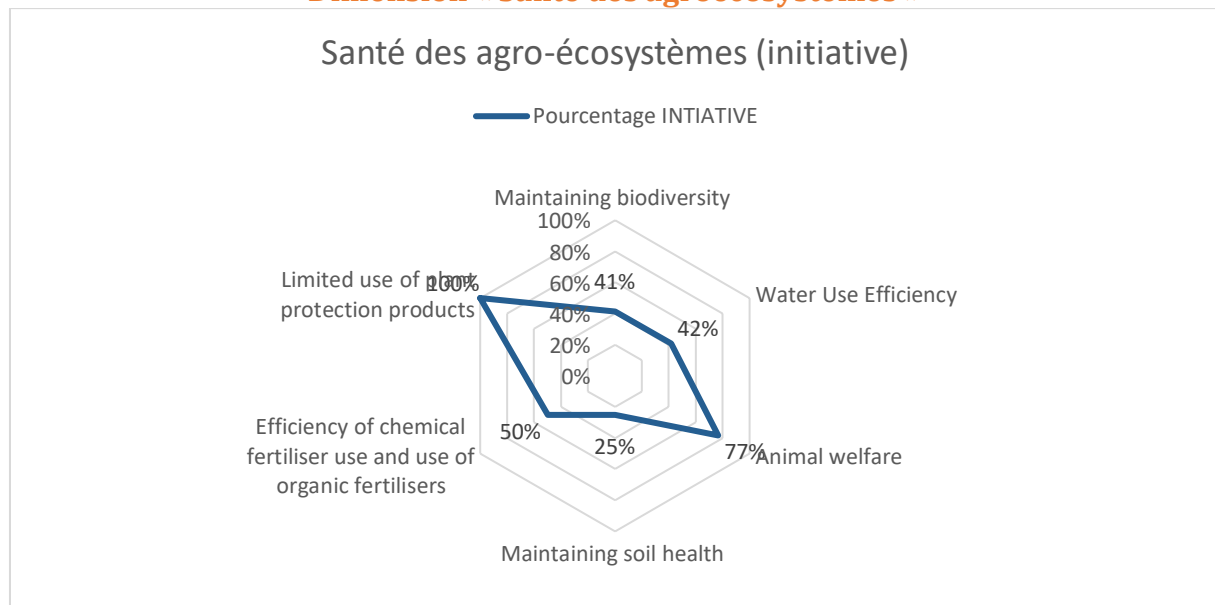 Santé des agro-écosystèmes (initiative)
Pourcentage INTIATIVE
Maintaining biodiversity
100%
80%
60%
40%
20%
0%
41%
Water Use Efficiency
42%
Animal welfare
77%
Maintaining soil health
25%
Efficiency of chemical
fertiliser use and use of
organic fertilisers
50%
Limited use of plant
protection products
100%